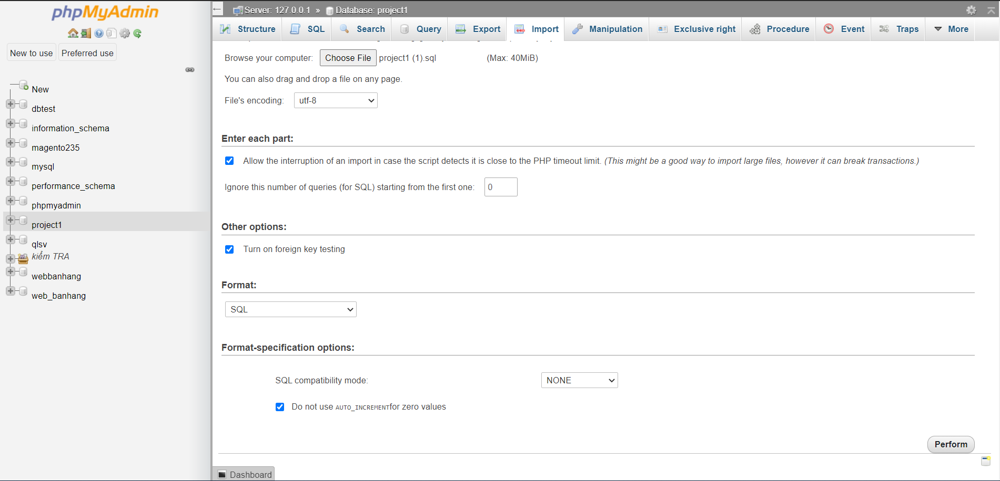 phpMyAdmin
New to use Preferred use
New
dbtest
information_schema
magento235
mysql
performance_schema
phpmyadmin
project1
qlsv
kiểm TRA
webbanhang
web_banhang
Server: 127.0.0.1 » Database: project1
Structure SQL Search Query Export Import Manipulation Exclusive right Procedure Event Traps More
Browse your computer: Choose File project1 (1).sql (Max: 40MiB)
You can also drag and drop a file on any page.
File's encoding: utf-8
Enter each part:
Allow the interruption of an import in case the script detects it is close to the PHP timeout limit. (This might be a good way to import large files, however it can break transactions.)
Ignore this number of queries (for SQL) starting from the first one: 0
Other options:
Turn on foreign key testing
Format:
SQL
Format-specification options:
SQL compatibility mode: NONE
Do not use AUTO_INCREMENTfor zero values
Perform
Dashboard